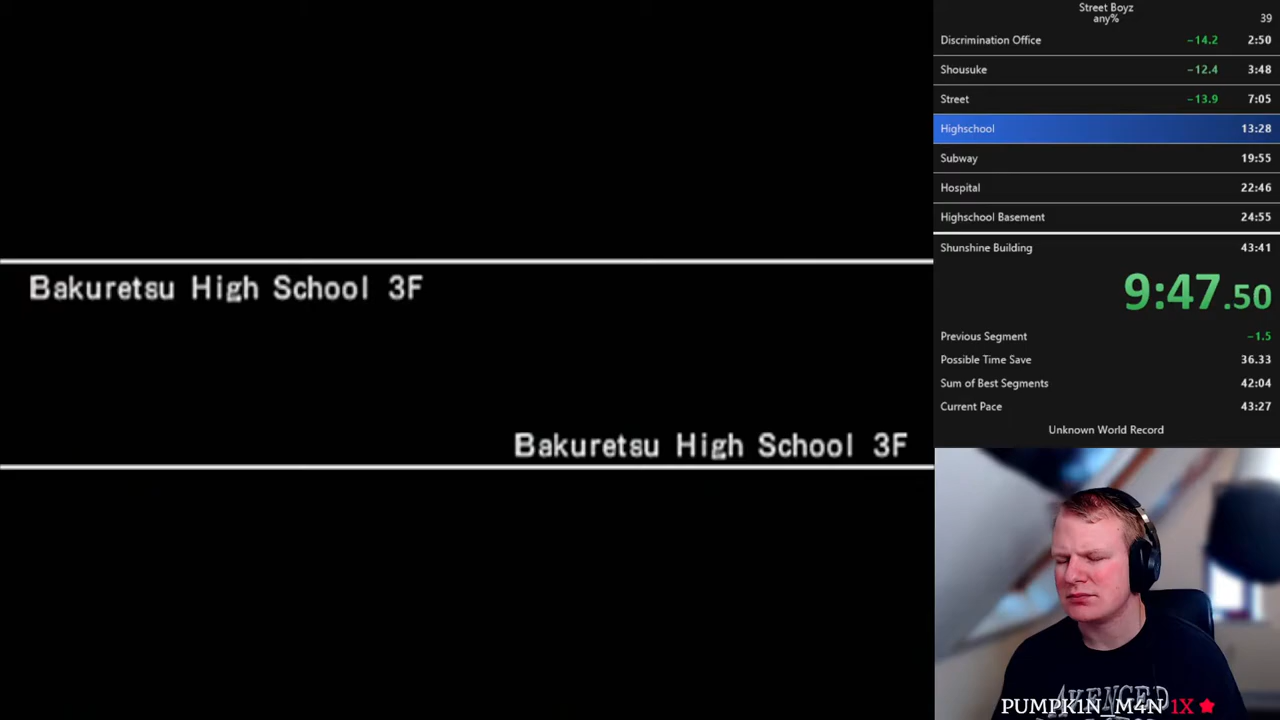 Bakuretsu High School 3F
Bakuretsu High School 3F
Street Boyz
any%
39
Discrimination Office -14.2 2:50
Shousuke -12.4 3:48
Street -13.9 7:05
Highschool 13:28
Subway 19:55
Hospital 22:46
Highschool Basement 24:55
Shunshine Building 43:41
9:47.50
Previous Segment -1.5
Possible Time Save 36.33
Sum of Best Segments 42:04
Current Pace 43:27
Unknown World Record
PUMPK1N_M4N 1X